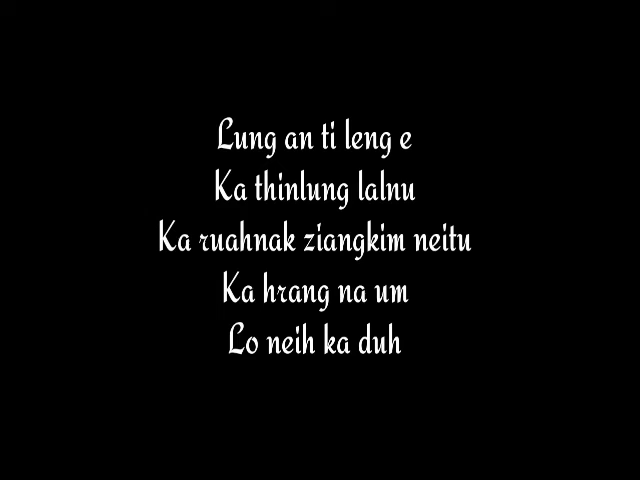 Lung an ti leng e
Ka thinlung lalnu
Ka ruahnak ziangkim neitu
Ka hrang na um
Lo neih ka duh